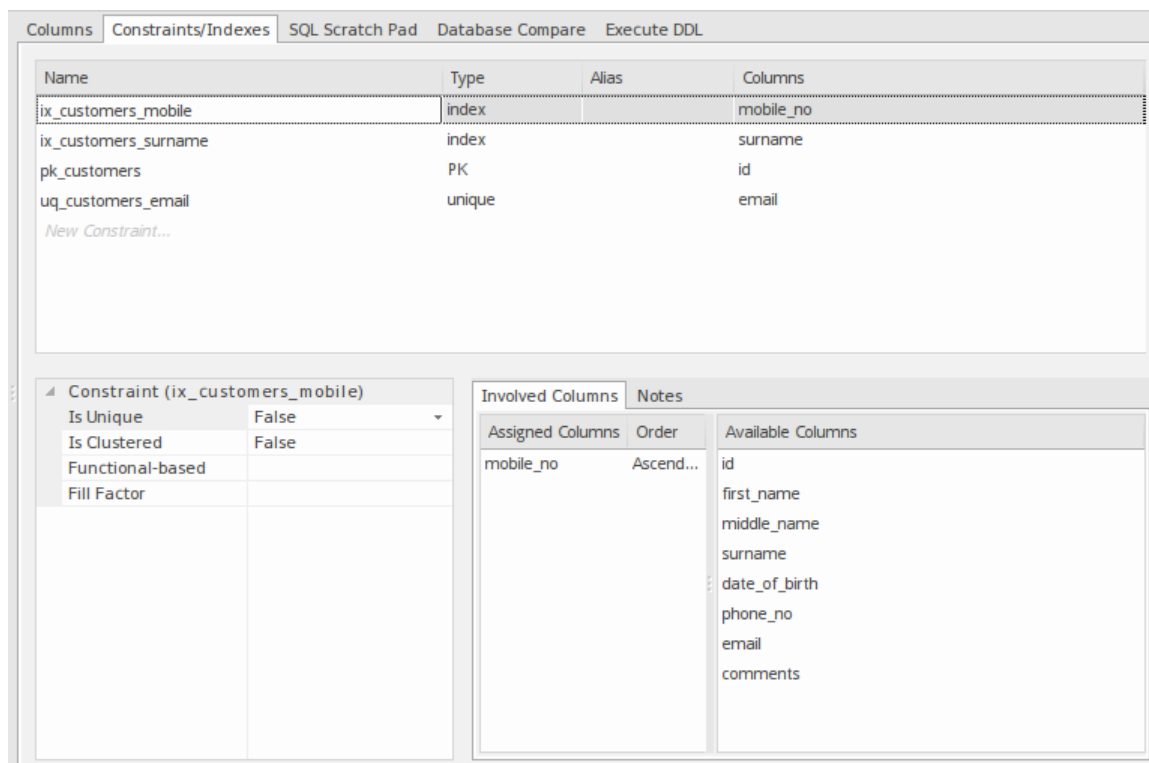 Columns Constraints/Indexes SQL Scratch Pad Database Compare Execute DDL
Name Type Alias Columns
ix_customers_mobile index mobile_no
ix_customers_surname index surname
pk_customers PK id
uq_customers_email unique email
New Constraint...
Constraint (ix_customers_mobile)
Is Unique False
Is Clustered False
Functional-based
Fill Factor
Involved Columns Notes
Assigned Columns Order Available Columns
mobile_no Ascend... id
first_name
middle_name
surname
date_of_birth
phone_no
email
comments